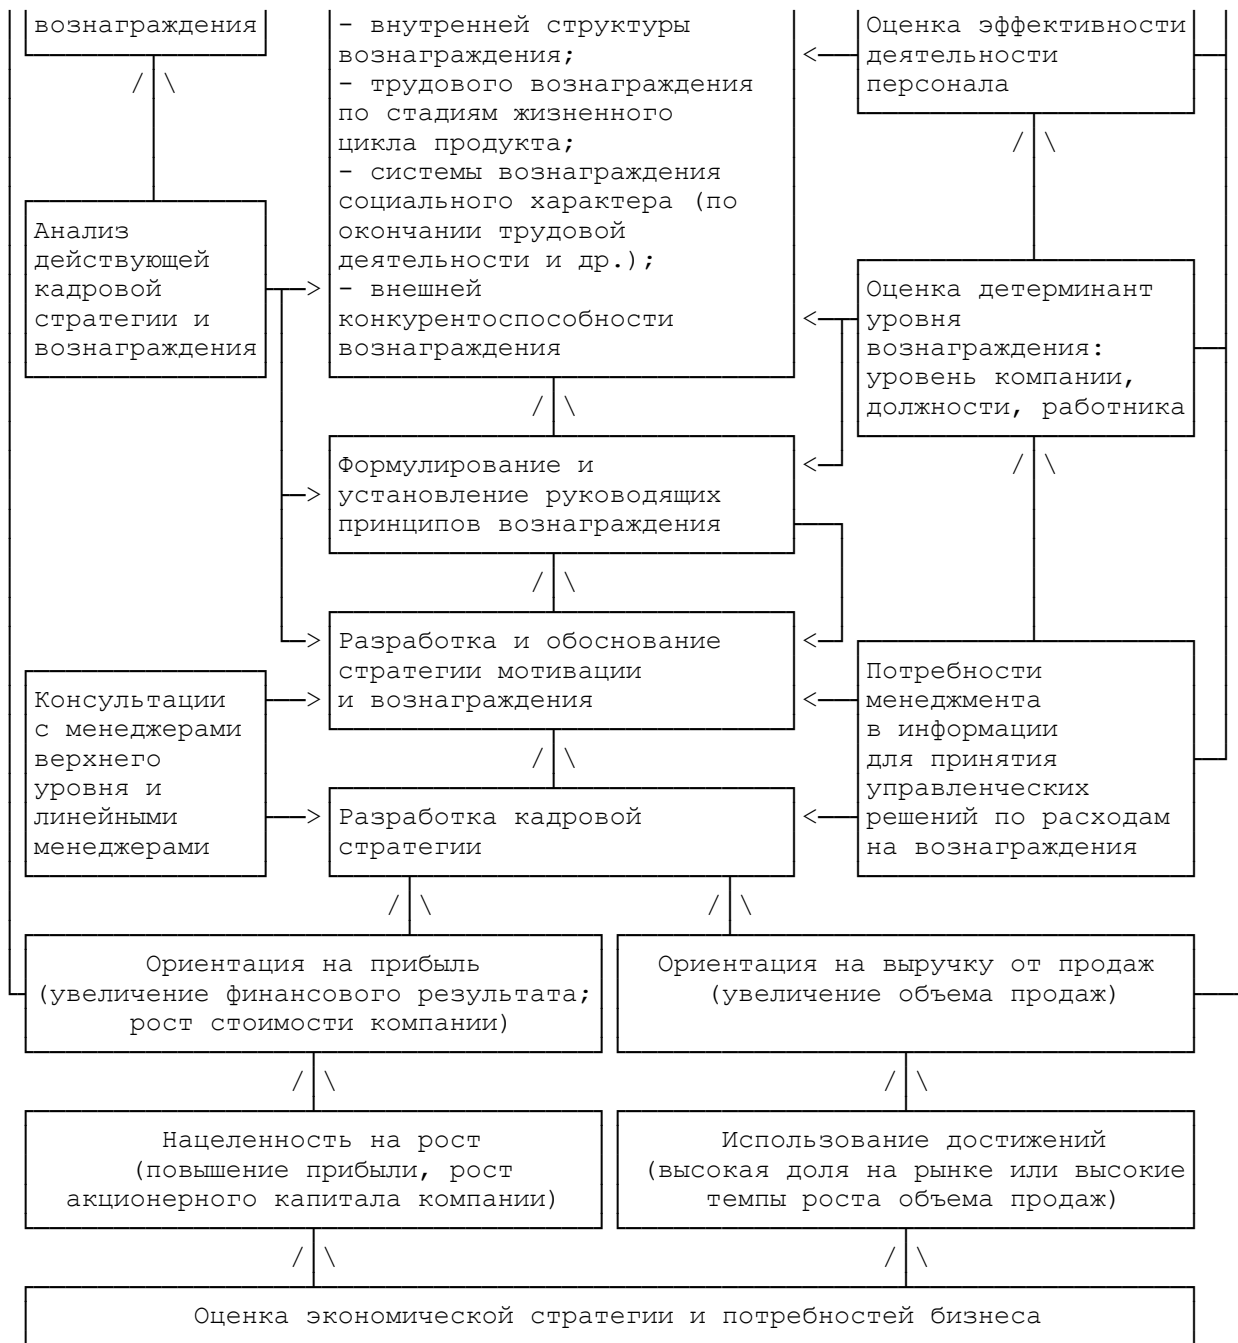 вознаграждения
- внутренней структуры
вознаграждения;
- трудового вознаграждения
по стадиям жизненного
цикла продукта;
- системы вознаграждения
социального характера (по
окончании трудовой
деятельности и др.);
- внешней
конкурентоспособности
вознаграждения
Оценка эффективности
деятельности
персонала
Анализ
действующей
кадровой
стратегии и
вознаграждения
Оценка детерминант
уровня
вознаграждения:
уровень компании,
должности, работника
Формулирование и
установление руководящих
принципов вознаграждения
Разработка и обоснование
стратегии мотивации
и вознаграждения
Консультации
с менеджерами
верхнего
уровня и
линейными
менеджерами
Потребности
менеджмента
в информации
для принятия
управленческих
решений по расходам
на вознаграждения
Разработка кадровой
стратегии
Ориентация на прибыль
(увеличение финансового результата;
рост стоимости компании)
Ориентация на выручку от продаж
(увеличение объема продаж)
Нацеленность на рост
(повышение прибыли, рост
акционерного капитала компании)
Использование достижений
(высокая доля на рынке или высокие
темпы роста объема продаж)
Оценка экономической стратегии и потребностей бизнеса